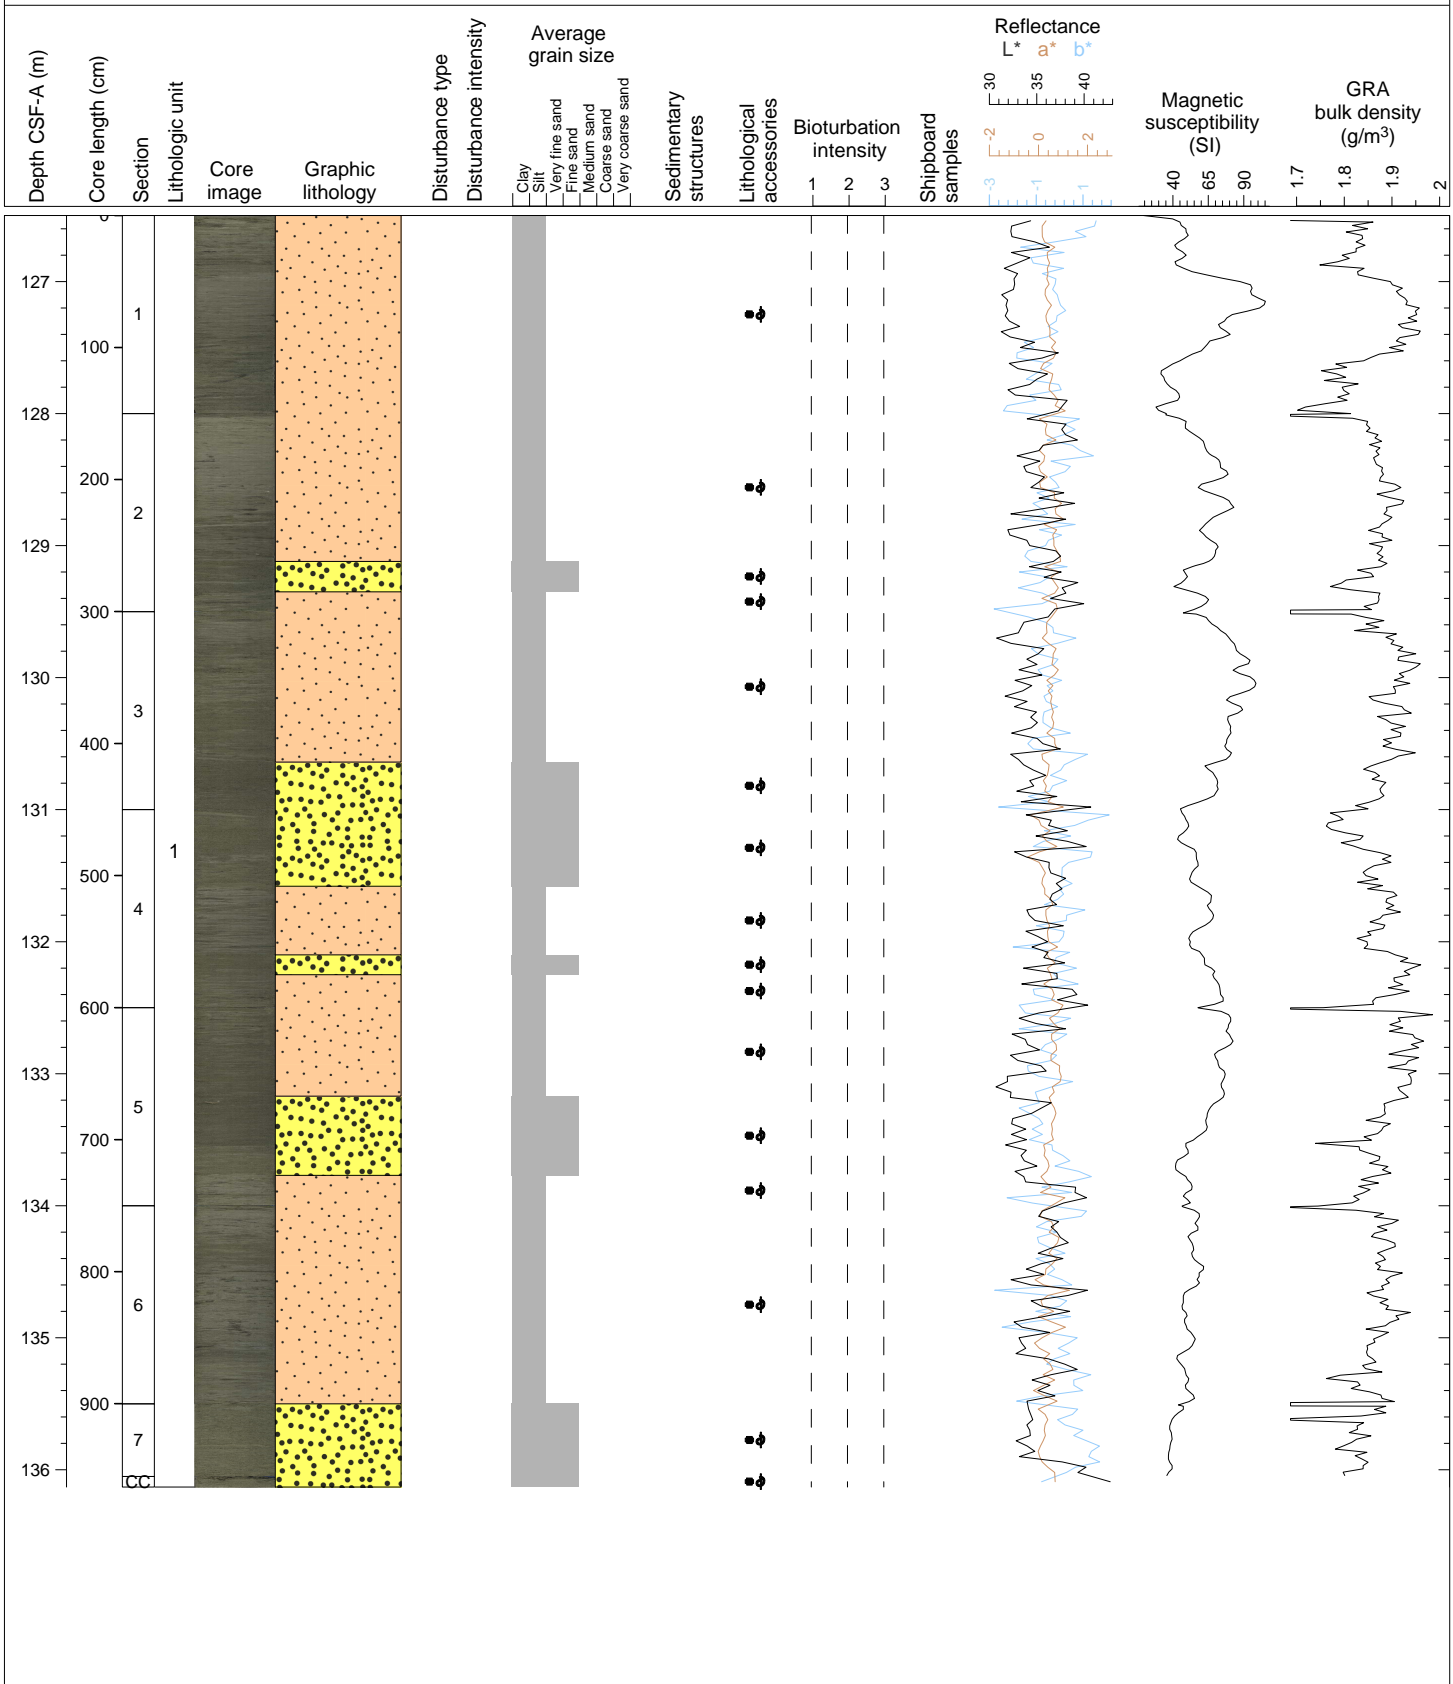 Depth CSF-A (m)
Core length (cm)
Section
Lithologic unit
Core
image
Graphic
lithology
Disturbance type
Disturbance intensity
Average
grain size
Clay
Silt
Very fine sand
Fine sand
Medium sand
Coarse sand
Very coarse sand
Sedimentary
structures
Lithological
accessories
Bioturbation
intensity
1 2 3
Shipboard
samples
Reflectance
L* a* b*
30 35 40
-2 0 2
-3 -1 1
Magnetic
susceptibility
(SI)
40 65 90
GRA
bulk density
(g/m3)
1.7 1.8 1.9 2
0
127
1
100
128
200
2
129
300
130
3
400
131
1
500
4
132
600
133
5
700
134
800
6
135
900
7
136
CC